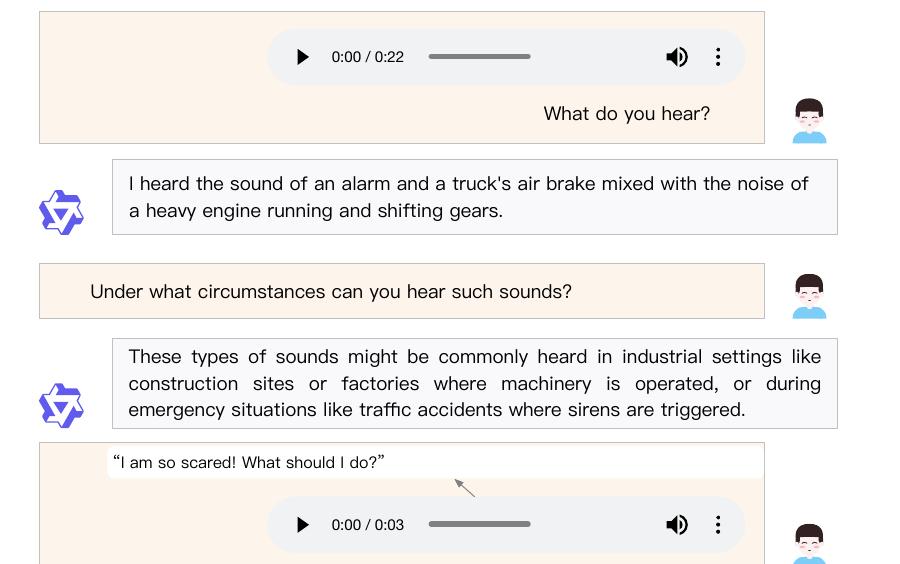 0:00 / 0:22
What do you hear?
I heard the sound of an alarm and a truck's air brake mixed with the noise of
a heavy engine running and shifting gears.
Under what circumstances can you hear such sounds?
These types of sounds might be commonly heard in industrial settings like
construction sites or factories where machinery is operated, or during
emergency situations like traffic accidents where sirens are triggered.
“I am so scared! What should I do?”
0:00 / 0:03